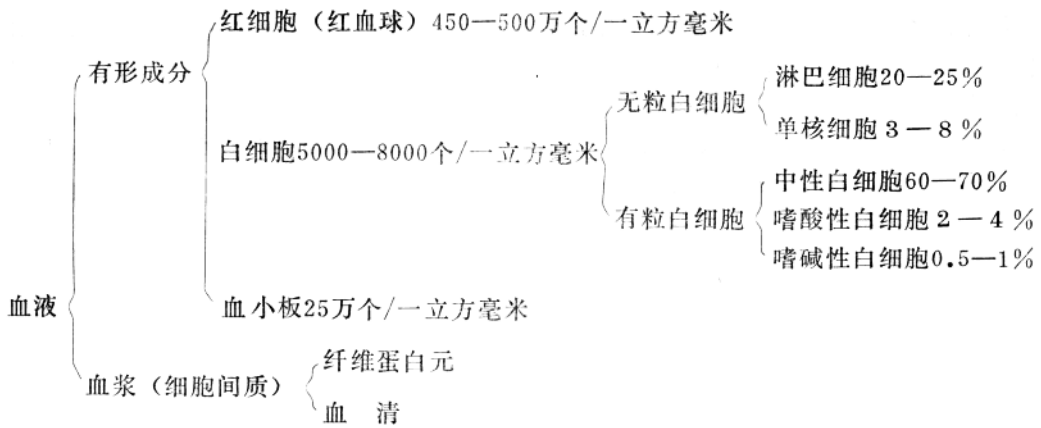 红细胞（红血球）450—500万个/一立方毫米
有形成分
淋巴细胞20—25%
无粒白细胞
单核细胞3—8%
白细胞5000—8000个/一立方毫米
中性白细胞60—70%
有粒白细胞
嗜酸性白细胞2—4%
嗜碱性白细胞0.5—1%
血液
血小板25万个/一立方毫米
纤维蛋白元
血浆（细胞间质）
血 清